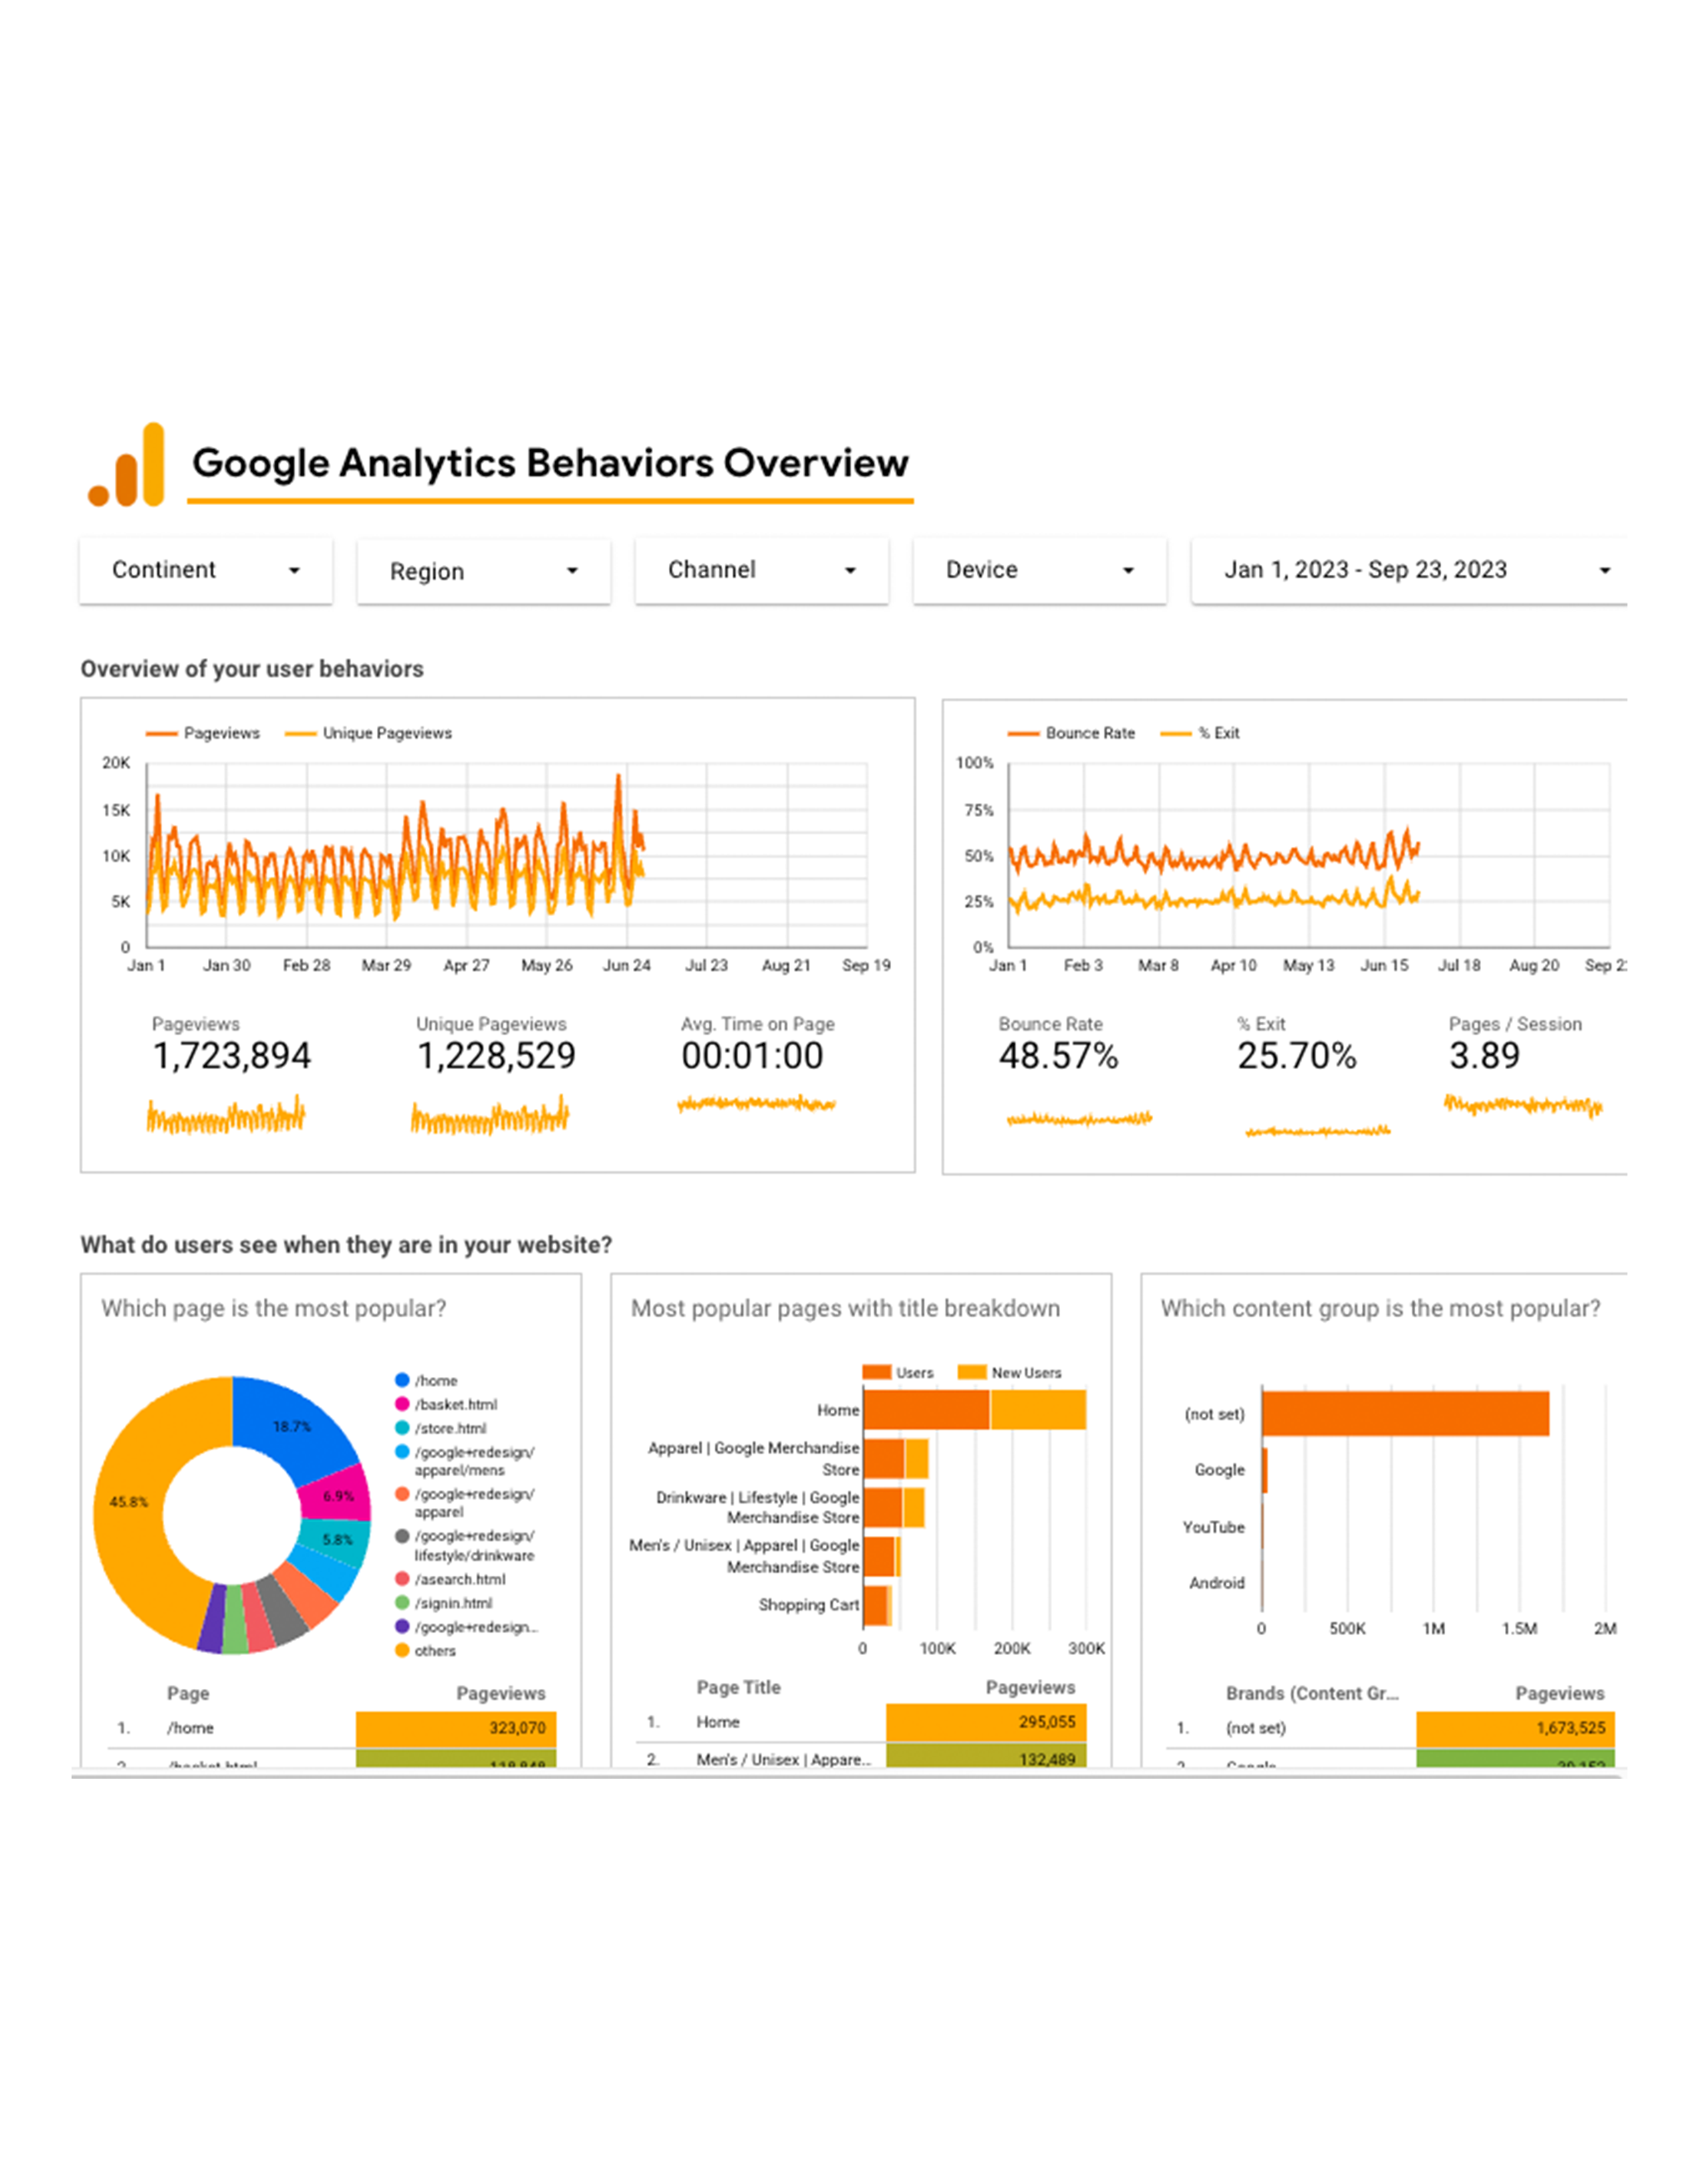 Google Analytics Behaviors Overview
Continent
Region
Channel
Device
Jan 1, 2023 - Sep 23, 2023
Overview of your user behaviors
Pageviews
Unique Pageviews
20K
15K
10K
5K
0
Jan 1
Jan 30
Feb 28
Mar 29
Apr 27
May 26
Jun 24
Jul 23
Aug 21
Sep 19
Pageviews
1,723,894
Unique Pageviews
1,228,529
Avg. Time on Page
00:01:00
Bounce Rate
% Exit
100%
75%
50%
25%
0%
Jan 1
Feb 3
Mar 8
Apr 10
May 13
Jun 15
Jul 18
Aug 20
Sep
Bounce Rate
48.57%
% Exit
25.70%
Pages / Session
3.89
What do users see when they are in your website?
Which page is the most popular?
18.7%
6.9%
5.8%
45.8%
/home
/basket.html
/store.html
/google+redesign/
apparel/mens
/google+redesign/
apparel
/google+redesign/
lifestyle/drinkware
/asearch.html
/signin.html
/google+redesign...
others
Page Pageviews
1. /home 323,070
2. /basket.html 118,848
Most popular pages with title breakdown
Users
New Users
Home
Apparel | Google Merchandise
Store
Drinkware | Lifestyle | Google
Merchandise Store
Men's / Unisex | Apparel | Google
Merchandise Store
Shopping Cart
0
100K
200K
300K
Page Title Pageviews
1. Home 295,055
2. Men's / Unisex | Appare... 132,489
Which content group is the most popular?
(not set)
Google
YouTube
Android
0
500K
1M
1.5M
2M
Brands (Content Gr... Pageviews
1. (not set) 1,673,525
2. Google